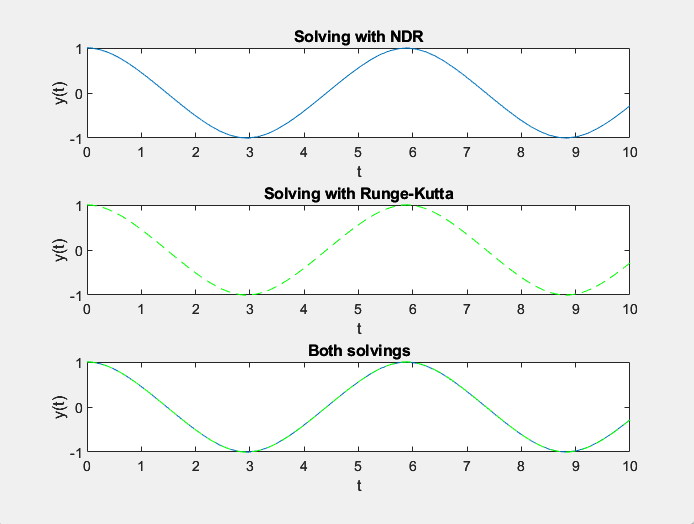 Solving with NDR
1
0
-1
y(t)
0 1 2 3 4 5 6 7 8 9 10
t
Solving with Runge-Kutta
1
0
-1
y(t)
0 1 2 3 4 5 6 7 8 9 10
t
Both solvings
1
0
-1
y(t)
0 1 2 3 4 5 6 7 8 9 10
t